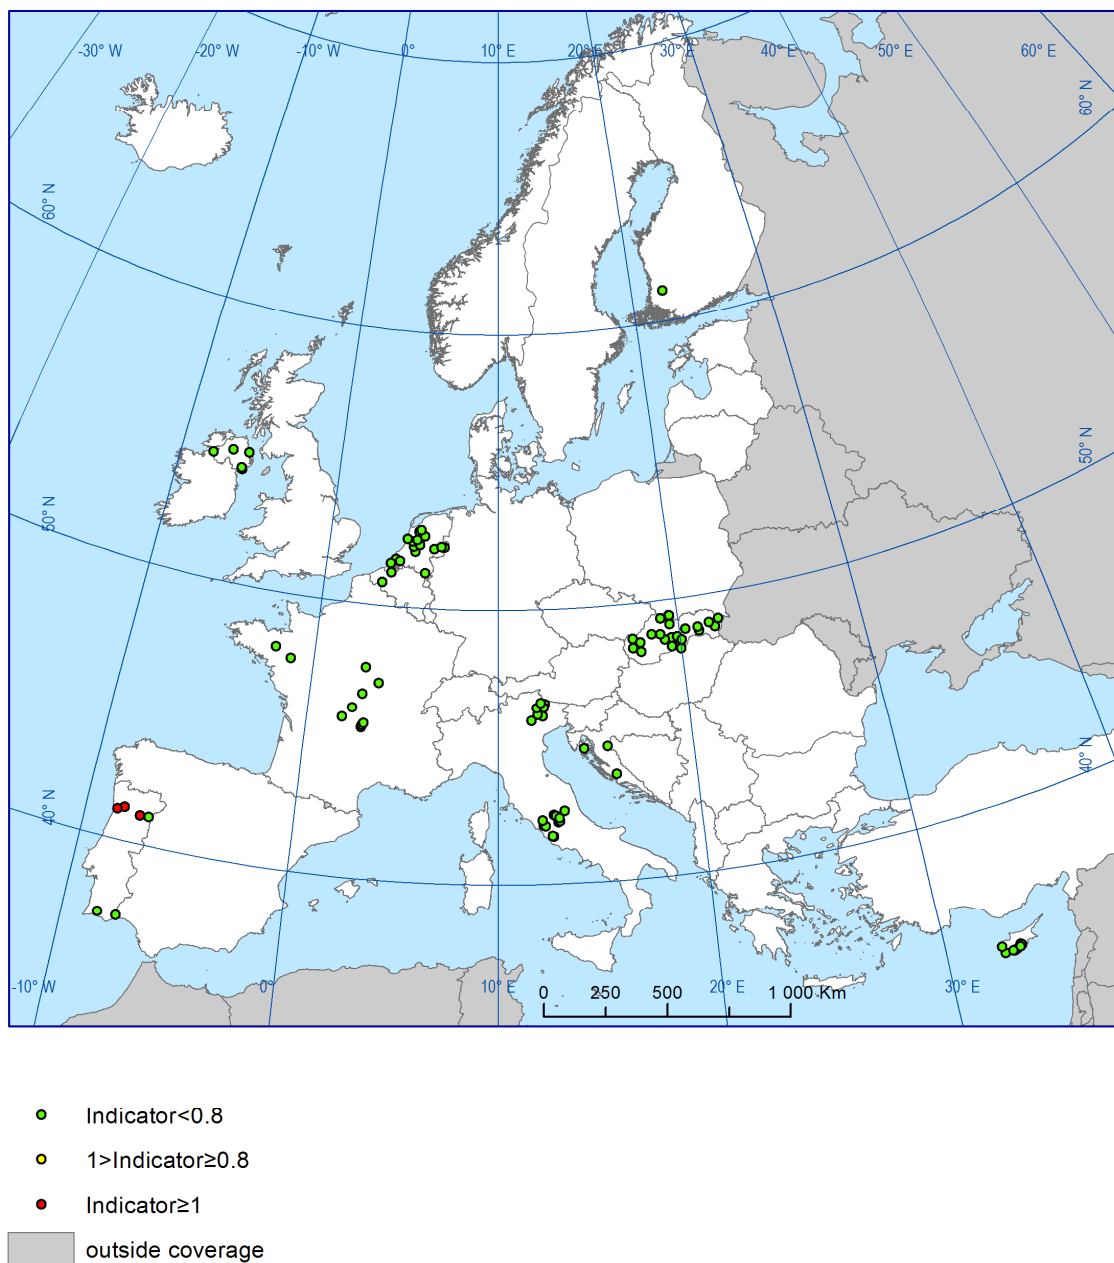 -30° W -20° W -10° W 0° 10° E 20° E 30° E 40° E 50° E 60° E
60° N
60° N
50° N
50° N
40° N
40° N
-10° W 0° 10° E 20° E 30° E
0 250 500 1 000 Km
Indicator<0.8
1>Indicator≥0.8
Indicator≥1
outside coverage